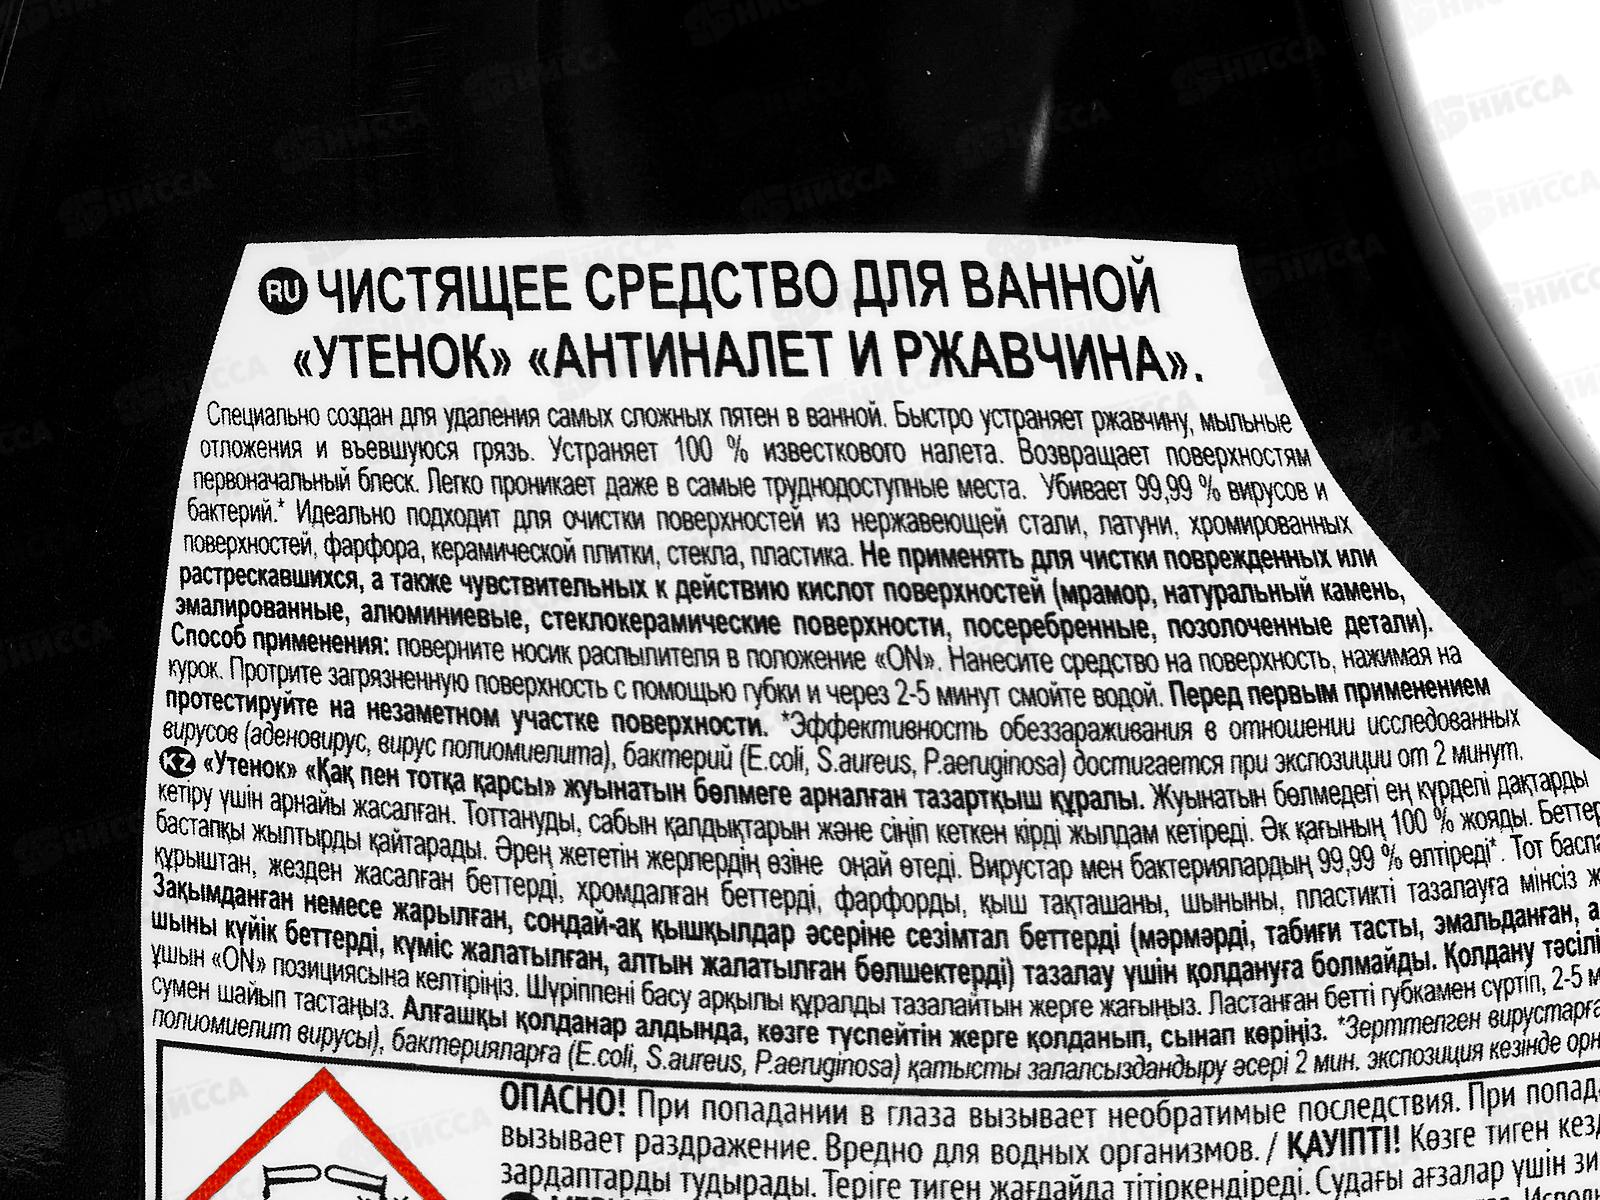 RU ЧИСТЯЩЕЕ СРЕДСТВО ДЛЯ ВАННОЙ
«УТЕНОК» «АНТИНАЛЕТ И РЖАВЧИНА».
Специально создан для удаления самых сложных пятен в ванной. Быстро устраняет ржавчину, мыльные
отложения и въевшуюся грязь. Устраняет 100 % известкового налета. Возвращает поверхностям
первоначальный блеск. Легко проникает даже в самые труднодоступные места. Убивает 99,99 % вирусов и
бактерий.* Идеально подходит для очистки поверхностей из нержавеющей стали, латуни, хромированных
поверхностей, фарфора, керамической плитки, стекла, пластика. Не применять для чистки поврежденных или
растрескавшихся, а также чувствительных к действию кислот поверхностей (мрамор, натуральный камень,
эмалированные, алюминиевые, стеклокерамические поверхности, посеребренные, позолоченные детали).
Способ применения: поверните носик распылителя в положение «ON». Нанесите средство на поверхность, нажимая на
курок. Протрите загрязненную поверхность с помощью губки и через 2-5 минут смойте водой. Перед первым применением
протестируйте на незаметном участке поверхности. *Эффективность обеззараживания в отношении исследованных
вирусов (аденовирус, вирус полиомиелита), бактерий (E.coli, S.aureus, P.aeruginosa) достигается при экспозиции от 2 минут.
KZ «Утенок» «Қақ пен тотқа қарсы» жуынатын бөлмеге арналған тазартқыш құралы. Жуынатын бөлмедегі ең күрделі дақтарды
кетіру үшін арнайы жасалған. Тоттануды, сабын қалдықтарын және сіңіп кеткен кірді жылдам кетіреді. Әк қағының 100 % жояды. Беттер
бастапқы жылтырды қайтарады. Әрең жететін жерлердің өзіне оңай өтеді. Вирустар мен бактериялардың 99,99 % өлтіреді*. Тот баспа
құрыштан, жезден жасалған беттерді, хромдалған беттерді, фарфорды, қыш тақташаны, шыныны, пластикті тазалауға мінсіз ж
Зақымданған немесе жарылған, сондай-ақ қышқылдар әсеріне сезімтал беттерді (мәрмәрді, табиғи тасты, эмальданған, а
шыны күйік беттерді, күміс жалатылған, алтын жалатылған бөлшектерді) тазалау үшін қолдануға болмайды. Қолдану тәсілі
ұшын «ON» позициясына келтіріңіз. Шүріппені басу арқылы құралды тазалайтын жерге жағыңыз. Ластанған бетті губкамен сүртіп, 2-5 м
сумен шайып тастаңыз. Алғашқы қолданар алдында, көзге түспейтін жерге қолданып, сынап көріңіз. *Зерттелген вирустарға
полиомиелит вирусы), бактерияларға (E.coli, S.aureus, P.aeruginosa) қатысты залалсыздандыру әсері 2 мин. экспозиция кезінде орн
ОПАСНО! При попадании в глаза вызывает необратимые последствия. При попад
вызывает раздражение. Вредно для водных организмов. / ҚАУІПТІ! Көзге тиген кезд
зардаптарды тудырады. Теріге тиген жағдайда тітіркендіреді. Судағы ағзалар үшін зи